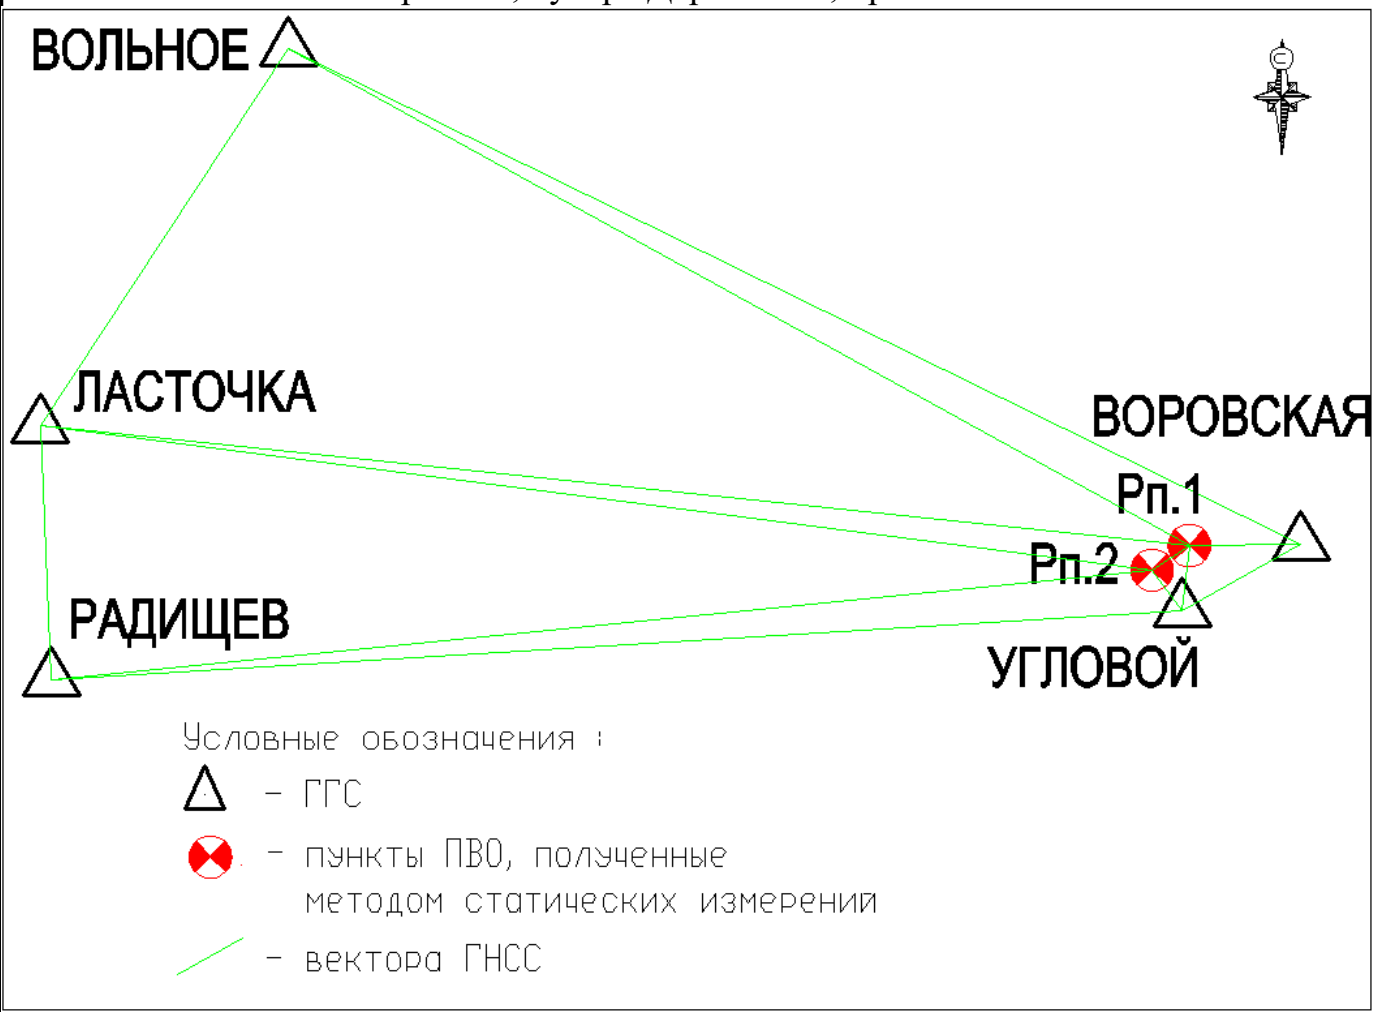 ВОЛЬНОЕ
С
ЛАСТОЧКА
ВОРОВСКАЯ
Рп.1
Рп.2
РАДИЩЕВ
УГЛОВОЙ
Условные обозначения :
- ГГС
- пункты ПВО, полученные
методом статических измерений
- вектора ГНСС